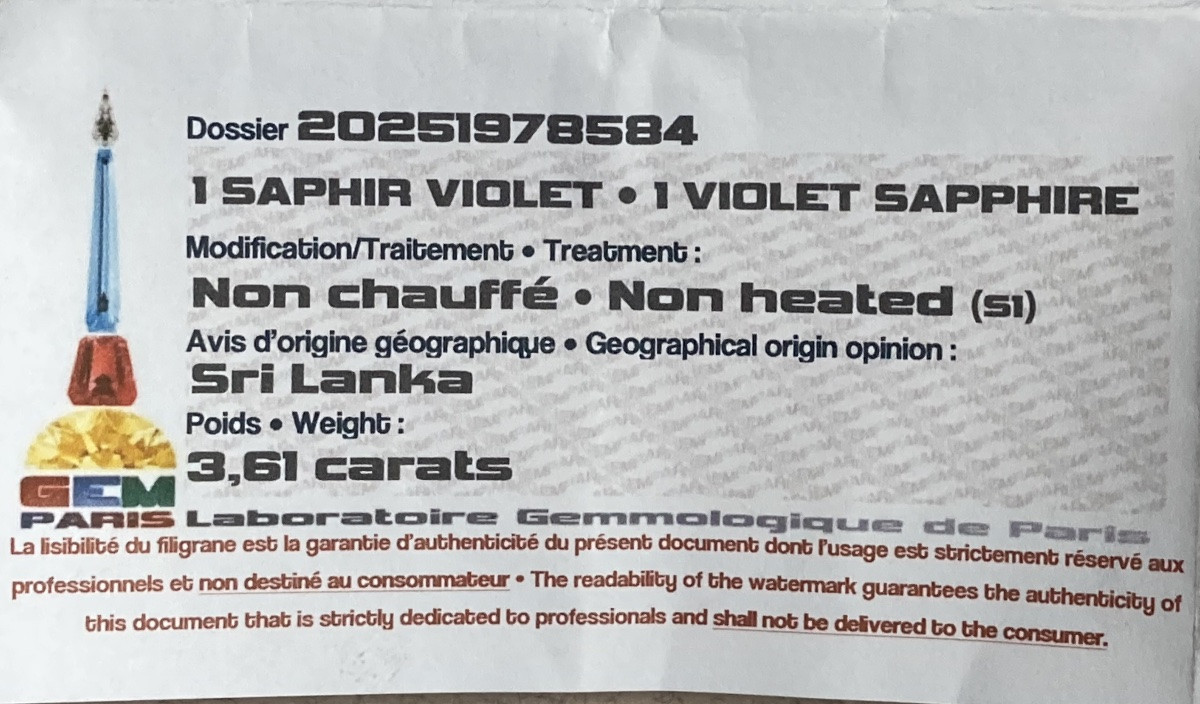 Dossier 20251978584
1 SAPHIR VIOLET • 1 VIOLET SAPPHIRE
Modification/Traitement • Treatment :
Non chauffé • Non heated (S1)
Avis d'origine géographique • Geographical origin opinion :
Sri Lanka
Poids • Weight :
3,61 carats
GEM
PARIS Laboratoire Gemmologique de Paris
La lisibilité du filigrane est la garantie d'authenticité du présent document dont l'usage est strictement réservé aux
professionnels et non destiné au consommateur • The readability of the watermark guarantees the authenticity of
this document that is strictly dedicated to professionals and shall not be delivered to the consumer.